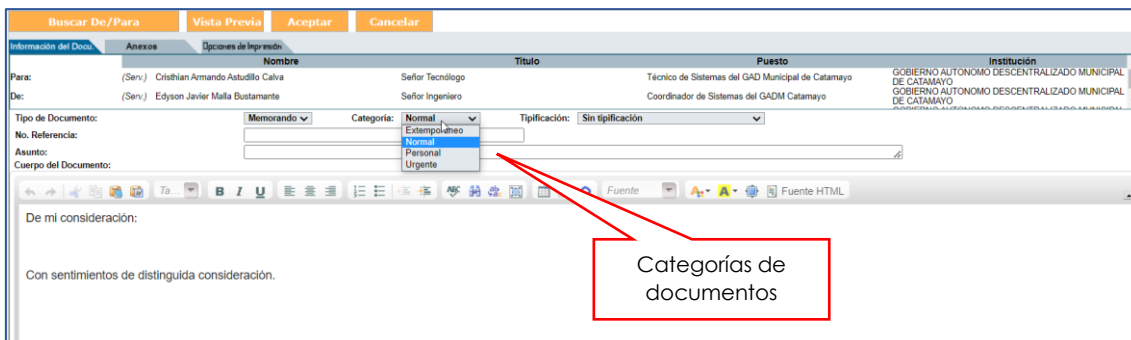 Buscar De/Para Vista Previa Aceptar Cancelar
Información del Docu. Anexos Opciones de Impresión
Nombre Titulo Puesto Institución
Para: (Serv.) Cristhian Armando Astudillo Calva Señor Tecnólogo Técnico de Sistemas del GAD Municipal de Catamayo GOBIERNO AUTONOMO DESCENTRALIZADO MUNICIPAL DE CATAMAYO
De: (Serv.) Edyson Javier Malla Bustamante Señor Ingeniero Coordinador de Sistemas del GADM Catamayo GOBIERNO AUTONOMO DESCENTRALIZADO MUNICIPAL DE CATAMAYO
Tipo de Documento: Memorando Categoría: Normal Tipificación: Sin tipificación
Extemporáneo
No. Referencia:
Normal
Personal
Asunto:
Urgente
Cuerpo del Documento:
Ta... B I U ABC Fuente A A Fuente HTML
De mi consideración:
Con sentimientos de distinguida consideración.
Categorías de
documentos